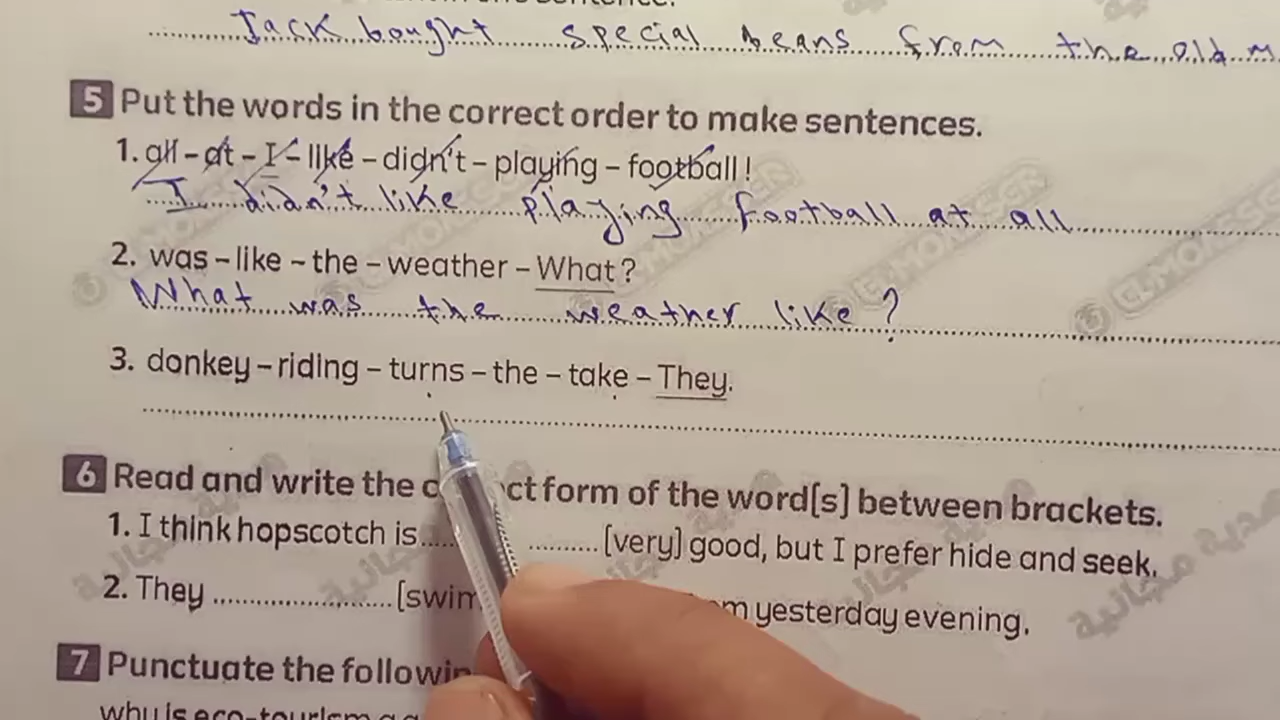 Jack bought special beans from the old
5 Put the words in the correct order to make sentences.
1. all – at – I – like – didn't – playing – football !
I didn't like playing football at all
2. was – like – the – weather – What ?
What was the weather like ?
3. donkey – riding – turns – the – take – They.
6 Read and write the form of the word[s] between brackets.
1. I think hopscotch is .......... (very) good, but I prefer hide and seek.
2. They .......... (swim yesterday evening.
7 Punctuate the
why is eco-tourism